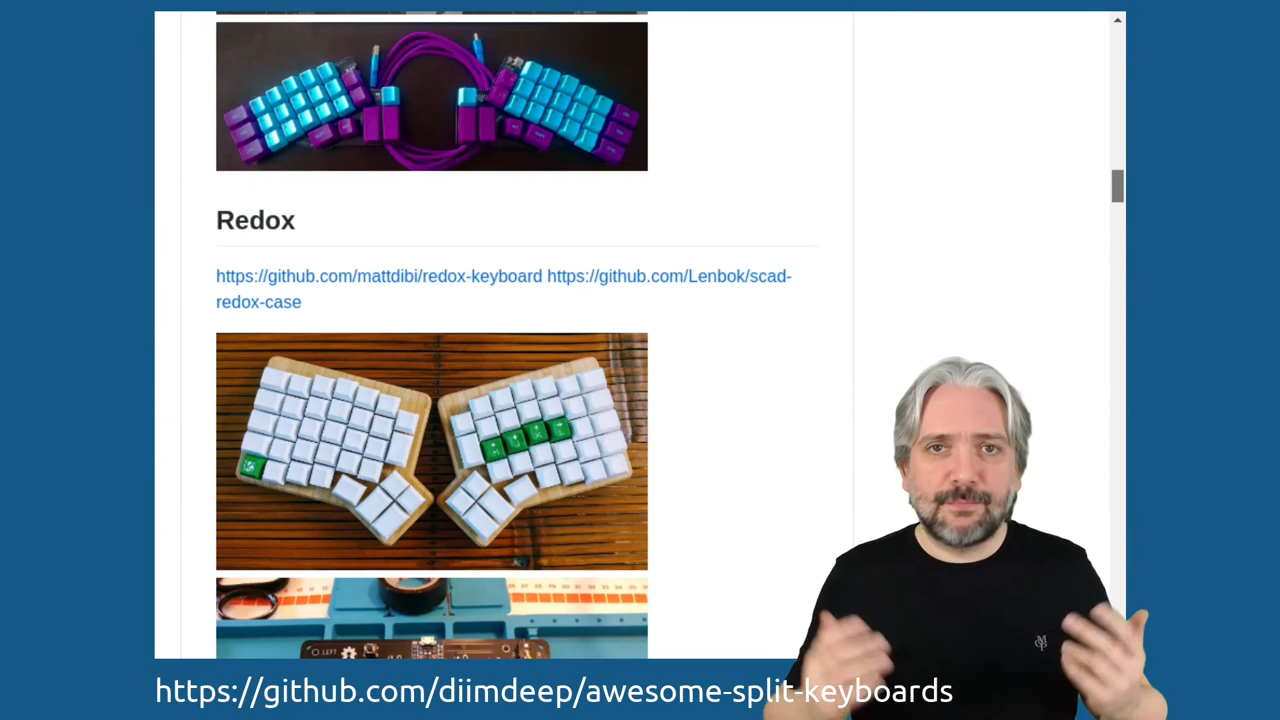 Redox
https://github.com/mattdibi/redox-keyboard https://github.com/Lenbok/scad-
redox-case
LEFT
https://github.com/diimdeep/awesome-split-keyboards